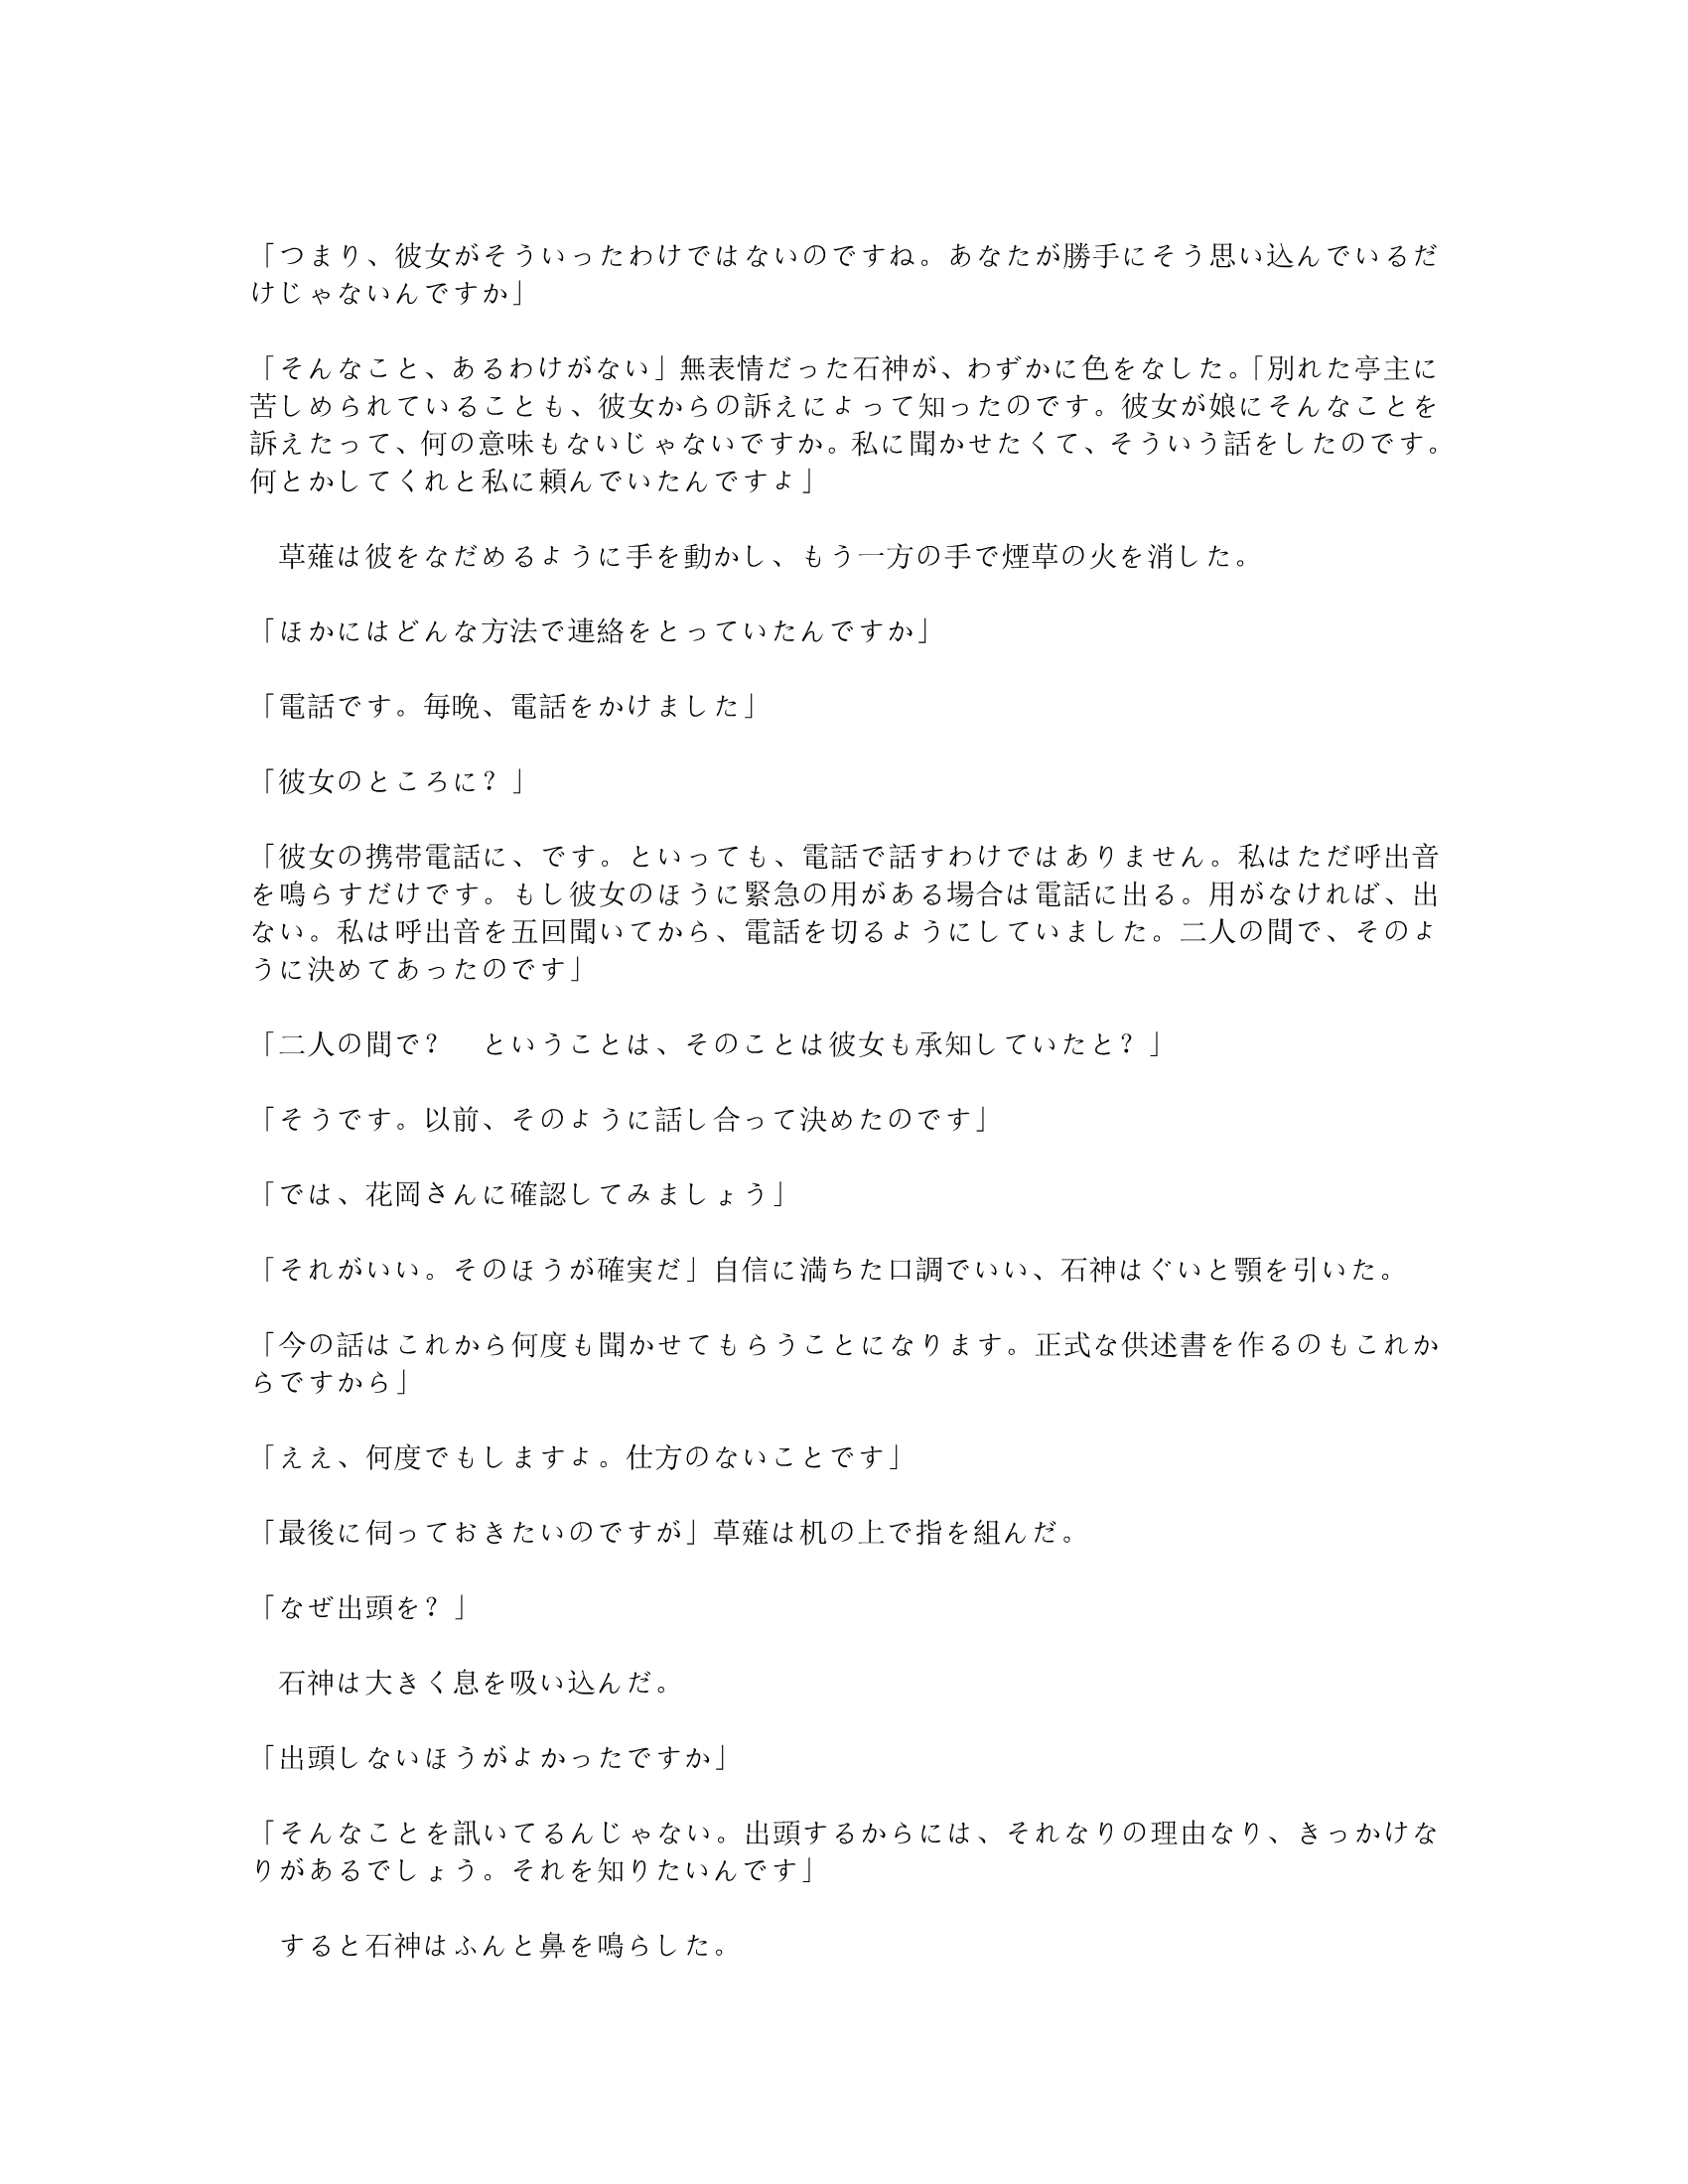 「つまり、彼女がそういったわけではないのですね。あなたが勝手にそう思い込んでいるだ
けじゃないんですか」
「そんなこと、あるわけがない」無表情だった石神が、わずかに色をなした。「別れた亭主に
苦しめられていることも、彼女からの訴えによって知ったのです。彼女が娘にそんなことを
訴えたって、何の意味もないじゃないですか。私に聞かせたくて、そういう話をしたのです。
何とかしてくれと私に頼んでいたんですよ」
　草薙は彼をなだめるように手を動かし、もう一方の手で煙草の火を消した。
「ほかにはどんな方法で連絡をとっていたんですか」
「電話です。毎晩、電話をかけました」
「彼女のところに？」
「彼女の携帯電話に、です。といっても、電話で話すわけではありません。私はただ呼出音
を鳴らすだけです。もし彼女のほうに緊急の用がある場合は電話に出る。用がなければ、出
ない。私は呼出音を五回聞いてから、電話を切るようにしていました。二人の間で、そのよ
うに決めてあったのです」
「二人の間で？　ということは、そのことは彼女も承知していたと？」
「そうです。以前、そのように話し合って決めたのです」
「では、花岡さんに確認してみましょう」
「それがいい。そのほうが確実だ」自信に満ちた口調でいい、石神はぐいと顎を引いた。
「今の話はこれから何度も聞かせてもらうことになります。正式な供述書を作るのもこれか
らですから」
「ええ、何度でもしますよ。仕方のないことです」
「最後に伺っておきたいのですが」草薙は机の上で指を組んだ。
「なぜ出頭を？」
　石神は大きく息を吸い込んだ。
「出頭しないほうがよかったですか」
「そんなことを訊いてるんじゃない。出頭するからには、それなりの理由なり、きっかけな
りがあるでしょう。それを知りたいんです」
　すると石神はふんと鼻を鳴らした。